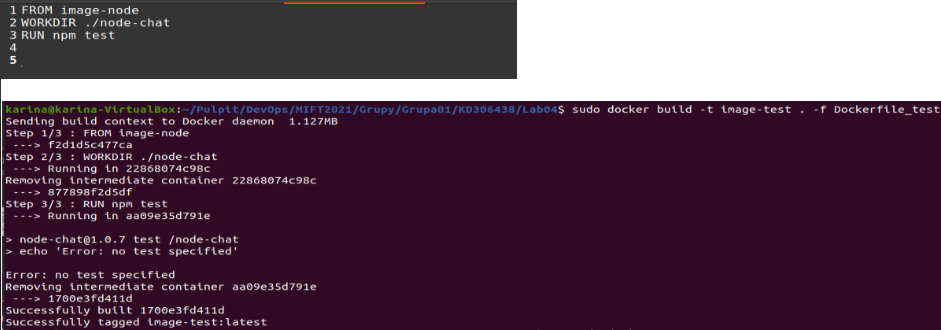 1 FROM image-node
2 WORKDIR ./node-chat
3 RUN npm test
4
5
karina@karina-VirtualBox:~/Pulpit/DevOps/MIFT2021/Grupy/Grupa01/KD306438/Lab04$ sudo docker build -t image-test . -f Dockerfile_test
Sending build context to Docker daemon  1.127MB
Step 1/3 : FROM image-node
 ---> f2d1d5c477ca
Step 2/3 : WORKDIR ./node-chat
 ---> Running in 22868074c98c
Removing intermediate container 22868074c98c
 ---> 877898f2d5df
Step 3/3 : RUN npm test
 ---> Running in aa09e35d791e
> node-chat@1.0.7 test /node-chat
> echo 'Error: no test specified'
Error: no test specified
Removing intermediate container aa09e35d791e
 ---> 1700e3fd411d
Successfully built 1700e3fd411d
Successfully tagged image-test:latest